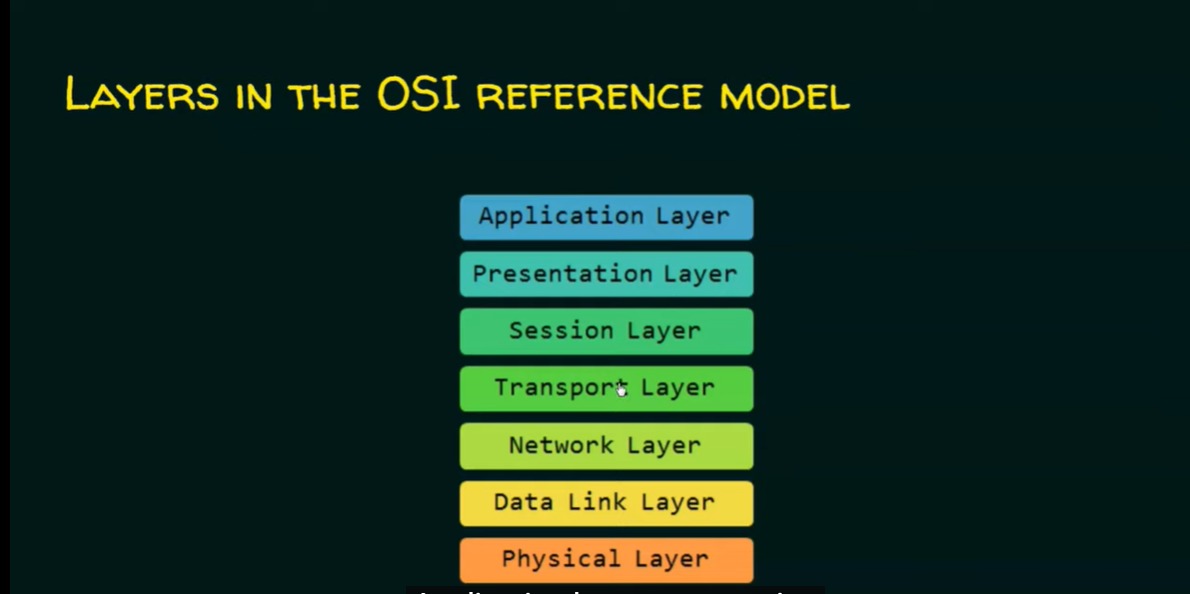 LAYERS IN THE OSI REFERENCE MODEL
Application Layer
Presentation Layer
Session Layer
Transport Layer
Network Layer
Data Link Layer
Physical Layer